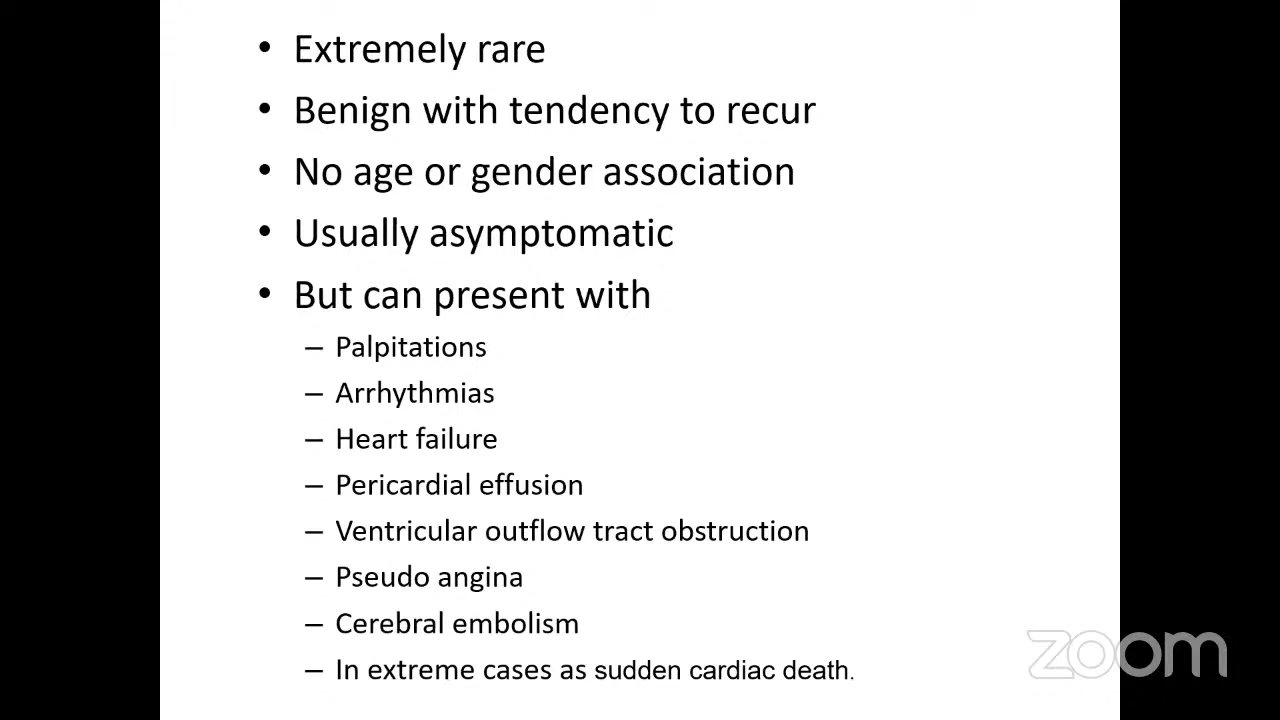 • Extremely rare
• Benign with tendency to recur
• No age or gender association
• Usually asymptomatic
• But can present with
– Palpitations
– Arrhythmias
– Heart failure
– Pericardial effusion
– Ventricular outflow tract obstruction
– Pseudo angina
– Cerebral embolism
– In extreme cases as sudden cardiac death.
zoom